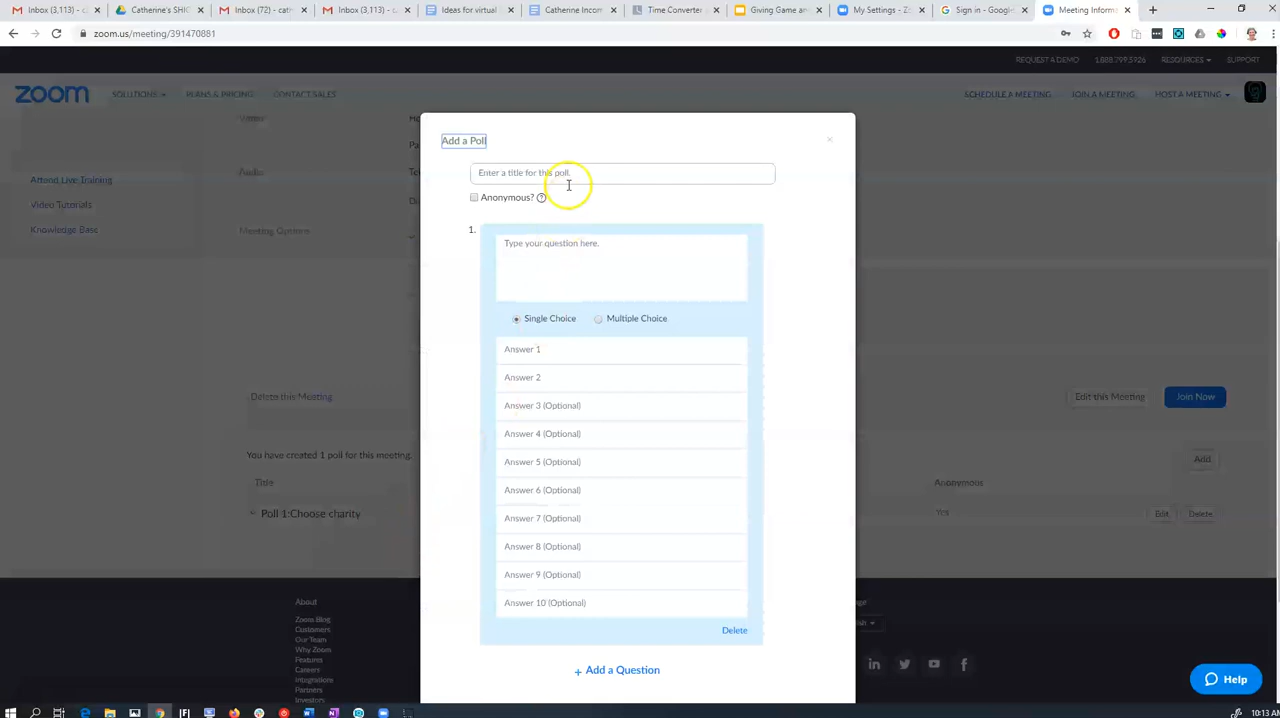 Inbox (3,113) - cath
Catherine's SHIC
Inbox (72) - cathe
Inbox (3,113) - c
Ideas for virtual
Catherine Incom
Time Converter
Giving Game and
My Settings - Zo
Sign in - Google
Meeting Informa
zoom.us/meeting/391470881
REQUEST A DEMO 1.888.799.5926 RESOURCES SUPPORT
zoom SOLUTIONS PLANS & PRICING CONTACT SALES SCHEDULE A MEETING JOIN A MEETING HOST A MEETING
Attend Live Training
Video Tutorials
Knowledge Base
Meeting Options
Add a Poll
Enter a title for this poll.
Anonymous?
1.
Type your question here.
Single Choice Multiple Choice
Answer 1
Answer 2
Answer 3 (Optional)
Answer 4 (Optional)
Answer 5 (Optional)
Answer 6 (Optional)
Answer 7 (Optional)
Answer 8 (Optional)
Answer 9 (Optional)
Answer 10 (Optional)
Delete
+ Add a Question
Delete this Meeting Edit this Meeting Join Now
You have created 1 poll for this meeting. Add
Title Anonymous
Poll 1:Choose charity Yes Edit Delete
About
Zoom Blog
Customers
Our Team
Why Zoom
Features
Careers
Integrations
Partners
Investors
Help
10:13 AM